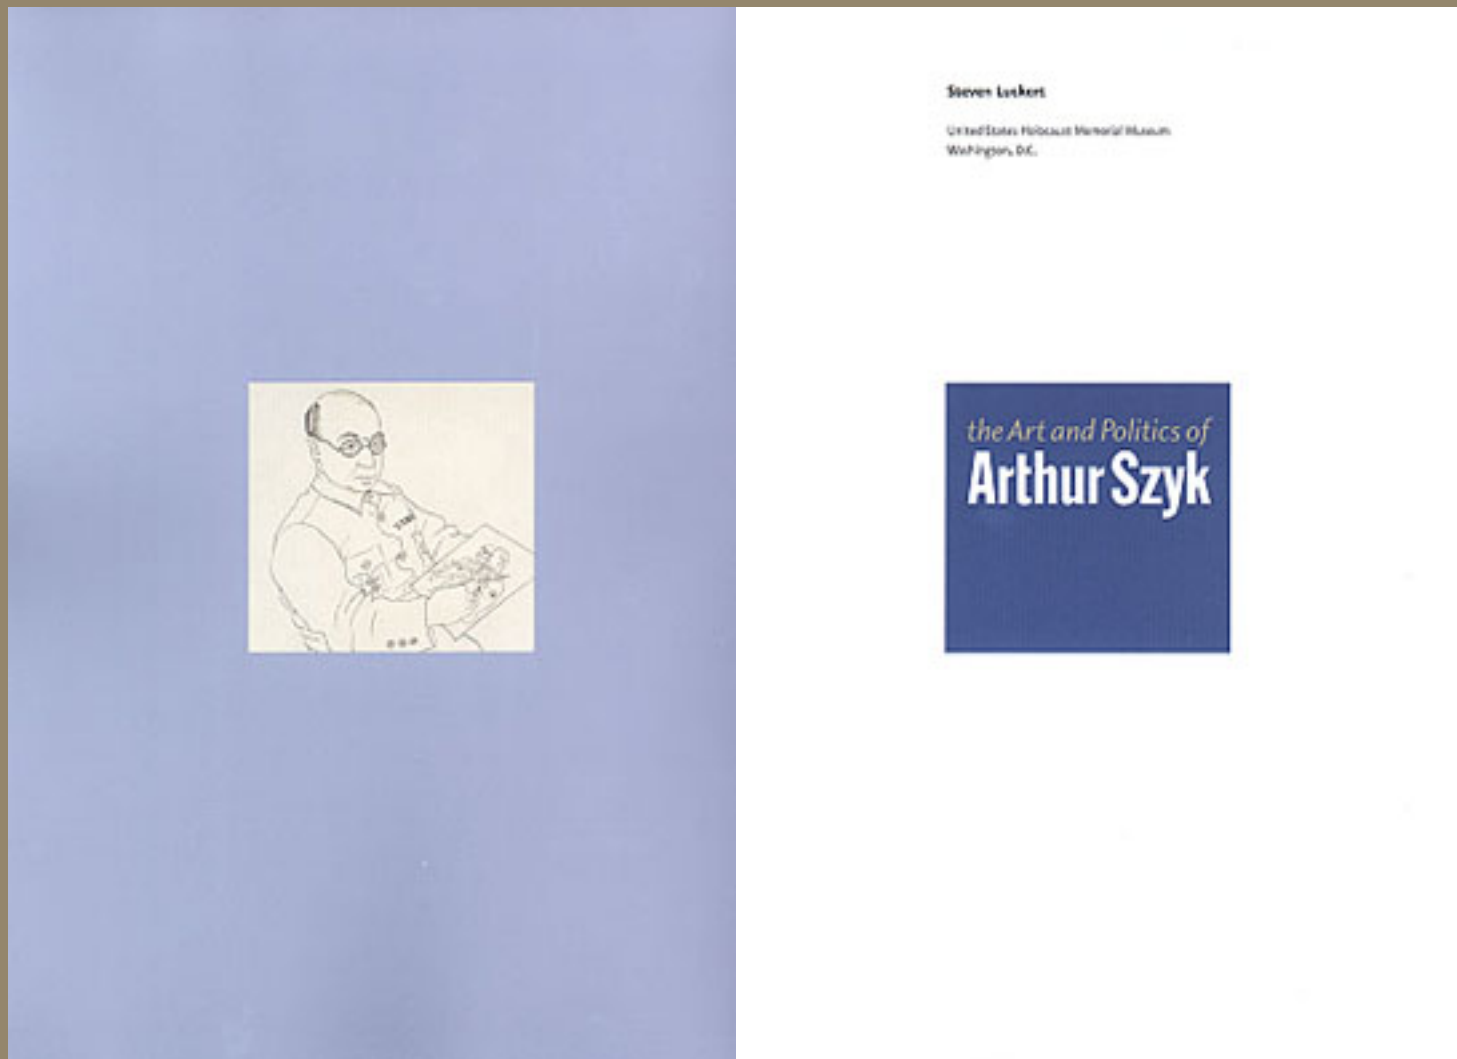 Steven Luckert
United States Holocaust Memorial Museum
Washington, D.C.
the Art and Politics of
Arthur Szyk